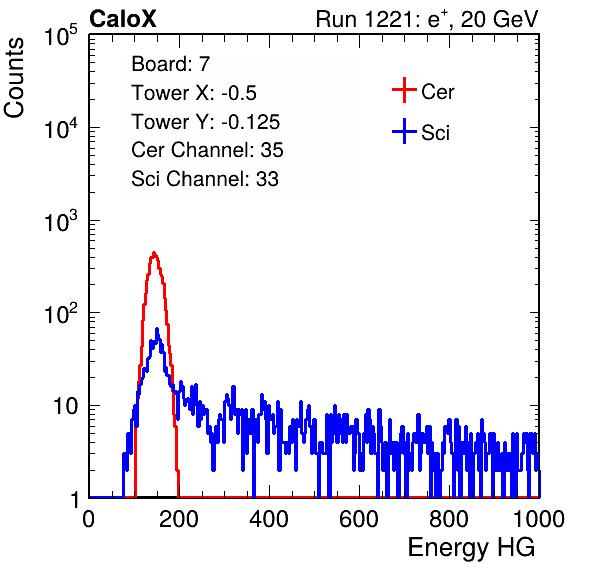 CaloX Run 1221: e⁺, 20 GeV
Counts
Board: 7
Tower X: -0.5
Tower Y: -0.125
Cer Channel: 35
Sci Channel: 33
Cer
Sci
10⁵
10⁴
10³
10²
10
1
0 200 400 600 800 1000
Energy HG